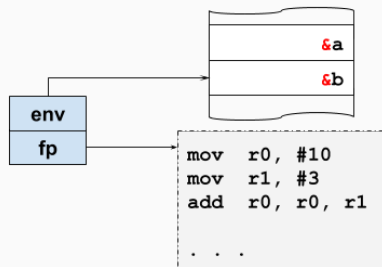 &a
&b
env
fp
mov r0, #10
mov r1, #3
add r0, r0, r1
. . .